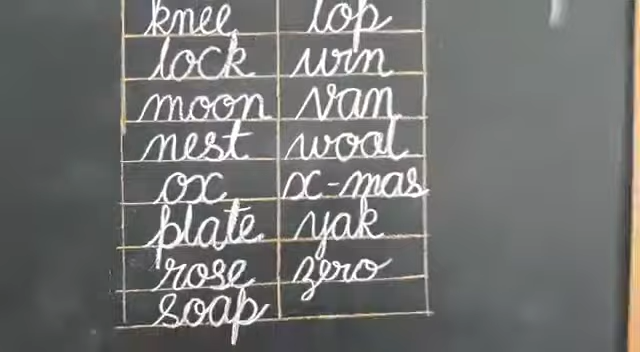 knee top
lock urn
moon van
nest wool
ox x-mas
plate yak
rose zero
soap